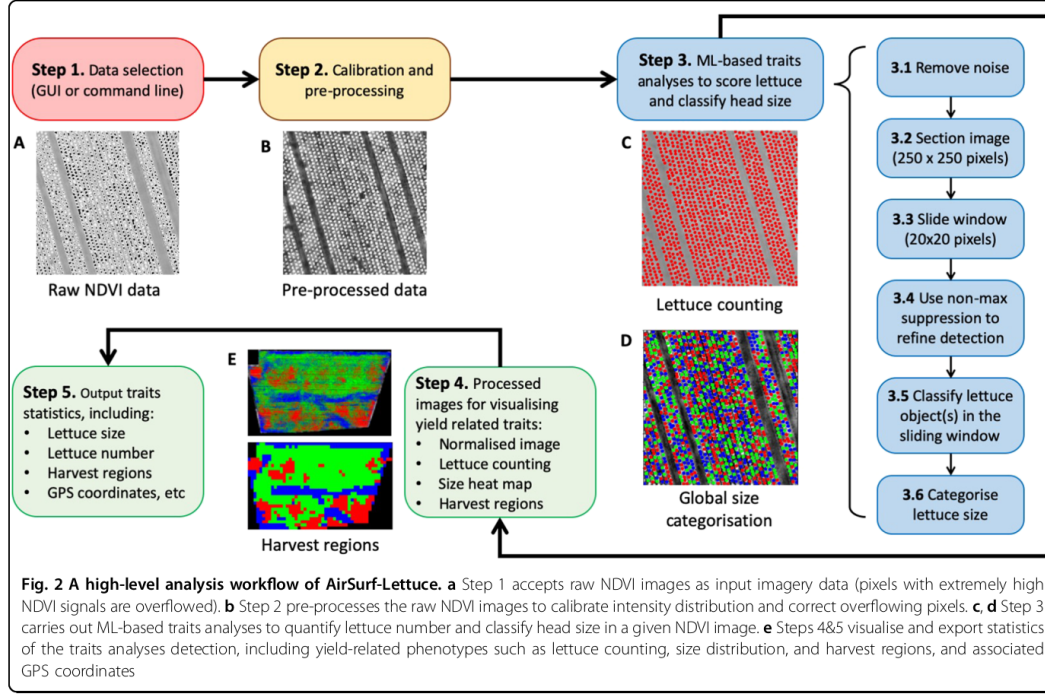 Step 1. Data selection
(GUI or command line)
Step 2. Calibration and
pre-processing
Step 3. ML-based traits
analyses to score lettuce
and classify head size
3.1 Remove noise
3.2 Section image
(250 x 250 pixels)
3.3 Slide window
(20x20 pixels)
3.4 Use non-max
suppression to
refine detection
3.5 Classify lettuce
object(s) in the
sliding window
3.6 Categorise
lettuce size
A
Raw NDVI data
B
Pre-processed data
C
Lettuce counting
D
Global size
categorisation
Step 4. Processed
images for visualising
yield related traits:
• Normalised image
• Lettuce counting
• Size heat map
• Harvest regions
E
Harvest regions
Step 5. Output traits
statistics, including:
• Lettuce size
• Lettuce number
• Harvest regions
• GPS coordinates, etc
Fig. 2 A high-level analysis workflow of AirSurf-Lettuce. a Step 1 accepts raw NDVI images as input imagery data (pixels with extremely high
NDVI signals are overflowed). b Step 2 pre-processes the raw NDVI images to calibrate intensity distribution and correct overflowing pixels. c, d Step 3
carries out ML-based traits analyses to quantify lettuce number and classify head size in a given NDVI image. e Steps 4&5 visualise and export statistics
of the traits analyses detection, including yield-related phenotypes such as lettuce counting, size distribution, and harvest regions, and associated
GPS coordinates